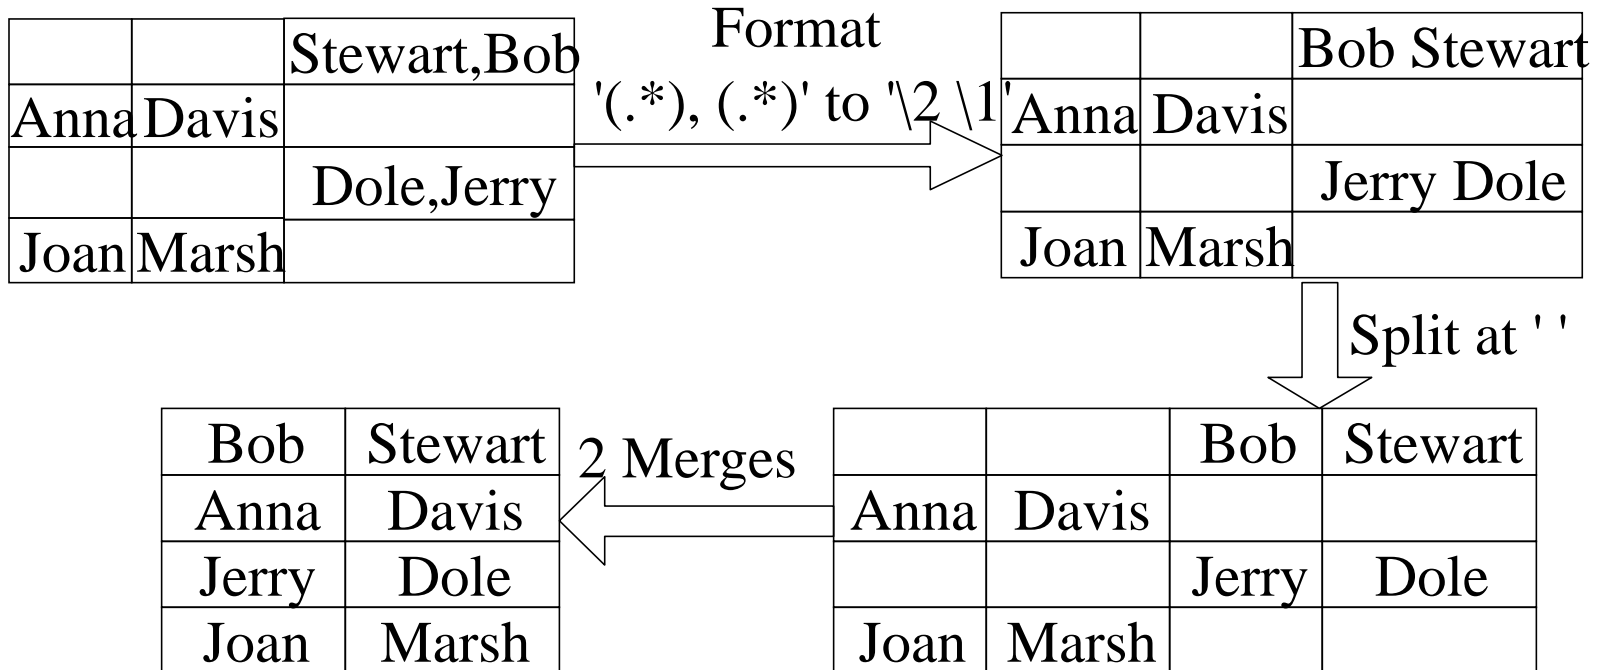 Stewart,Bob
Anna Davis
Dole,Jerry
Joan Marsh
Format
'(.*), (.*)' to '\2 \1'
Bob Stewart
Anna Davis
Jerry Dole
Joan Marsh
Split at ' '
Bob Stewart
Anna Davis
Jerry Dole
Joan Marsh
2 Merges
Bob Stewart
Anna Davis
Jerry Dole
Joan Marsh